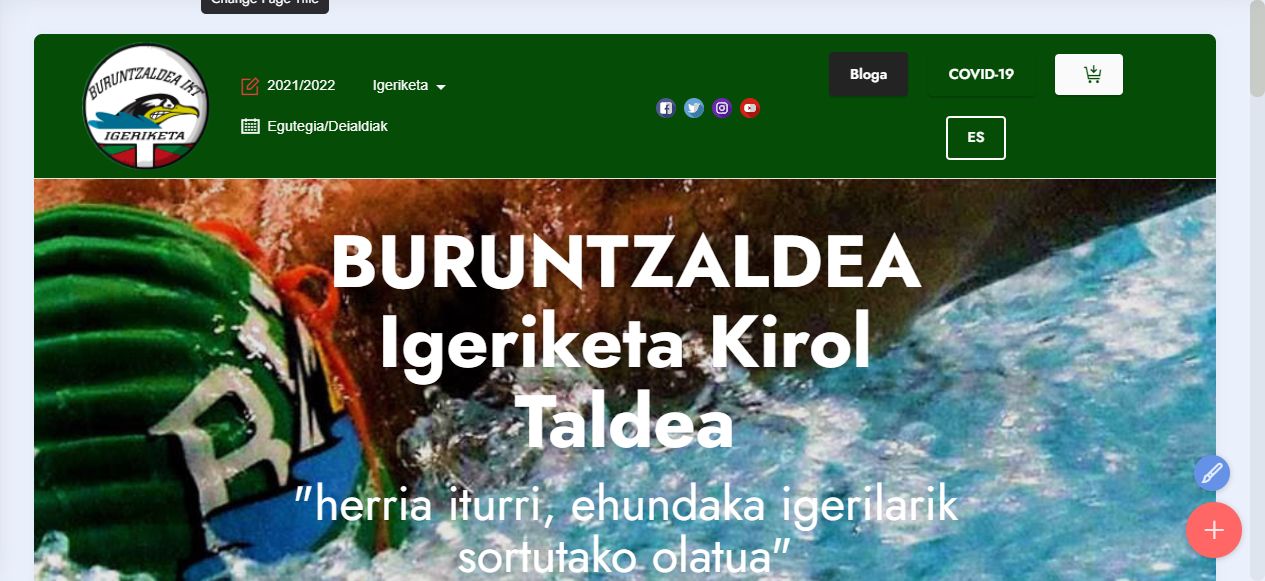 Change Page Title
BURUNTZALDEA IKT
IGERIKETA
2021/2022
Igeriketa
Egutegia/Deialdiak
Bloga
COVID-19
ES
BURUNTZALDEA
Igeriketa Kirol
Taldea
"herria iturri, ehundaka igerilarik
sortutako olatua"